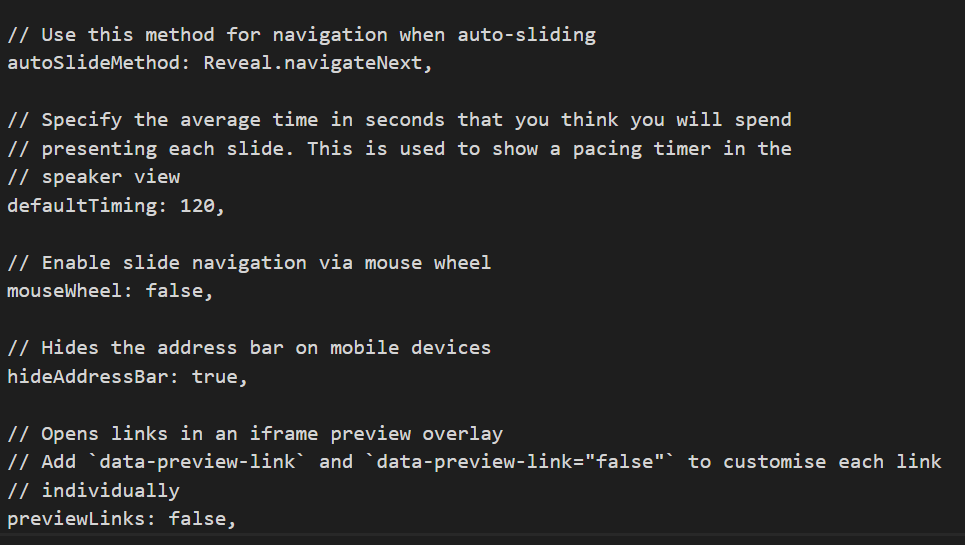 // Use this method for navigation when auto-sliding
autoSlideMethod: Reveal.navigateNext,
// Specify the average time in seconds that you think you will spend
// presenting each slide. This is used to show a pacing timer in the
// speaker view
defaultTiming: 120,
// Enable slide navigation via mouse wheel
mouseWheel: false,
// Hides the address bar on mobile devices
hideAddressBar: true,
// Opens links in an iframe preview overlay
// Add `data-preview-link` and `data-preview-link="false"` to customise each link
// individually
previewLinks: false,